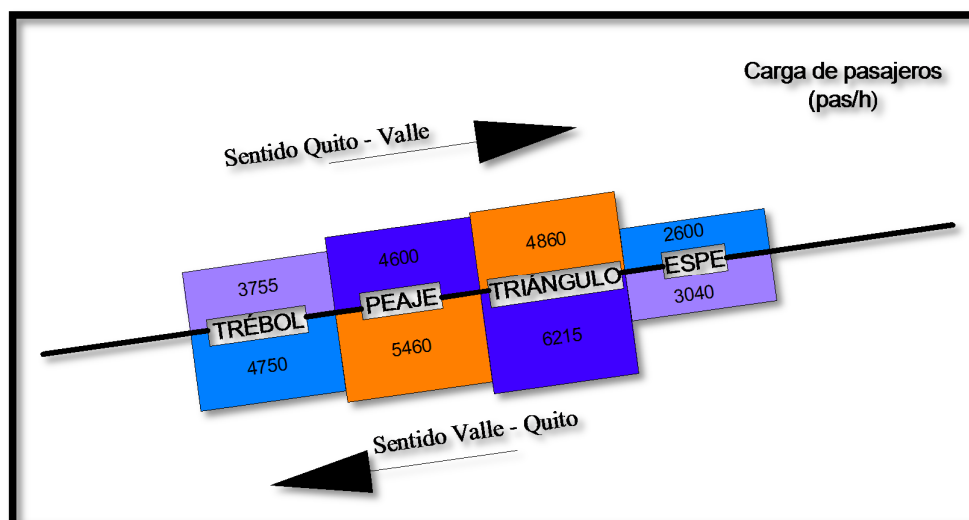 Carga de pasajeros
(pas/h)
Sentido Quito - Valle
3755
4600
4860
2600
TRÉBOL
PEAJE
TRIÁNGULO
ESPE
4750
5460
6215
3040
Sentido Valle - Quito